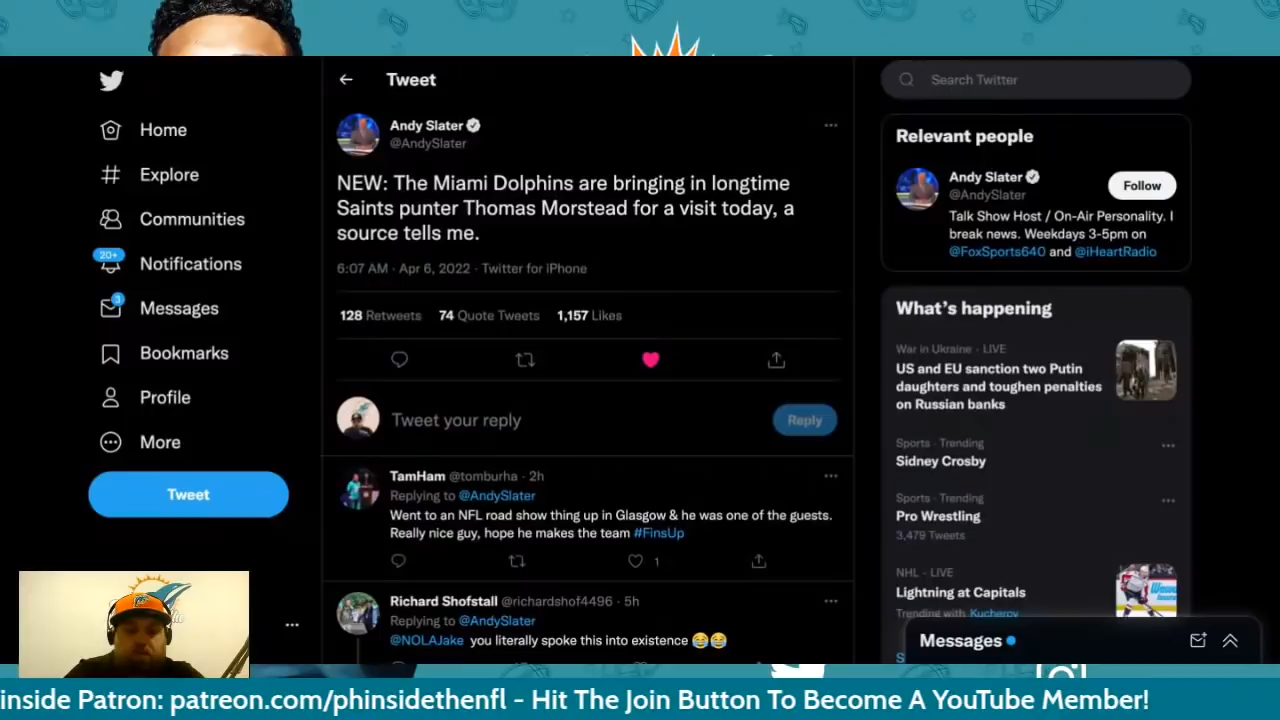 Home
Explore
Communities
20+
Notifications
3
Messages
Bookmarks
Profile
More
Tweet
Tweet
Andy Slater
@AndySlater
NEW: The Miami Dolphins are bringing in longtime
Saints punter Thomas Morstead for a visit today, a
source tells me.
6:07 AM · Apr 6, 2022 · Twitter for iPhone
128 Retweets 74 Quote Tweets 1,157 Likes
Tweet your reply
Reply
TamHam @tomburha · 2h
Replying to @AndySlater
Went to an NFL road show thing up in Glasgow & he was one of the guests.
Really nice guy, hope he makes the team #FinsUp
1
Richard Shofstall @richardshof4496 · 5h
Replying to @AndySlater
@NOLAJake you literally spoke this into existence 😂😂
Search Twitter
Relevant people
Andy Slater
@AndySlater
Follow
Talk Show Host / On-Air Personality. I
break news. Weekdays 3-5pm on
@FoxSports640 and @iHeartRadio
What's happening
War in Ukraine · LIVE
US and EU sanction two Putin
daughters and toughen penalties
on Russian banks
Sports · Trending
Sidney Crosby
Sports · Trending
Pro Wrestling
3,479 Tweets
NHL · LIVE
Lightning at Capitals
Trending with Kucherov
Messages
inside Patron: patreon.com/phinsidethenfl - Hit The Join Button To Become A YouTube Member!